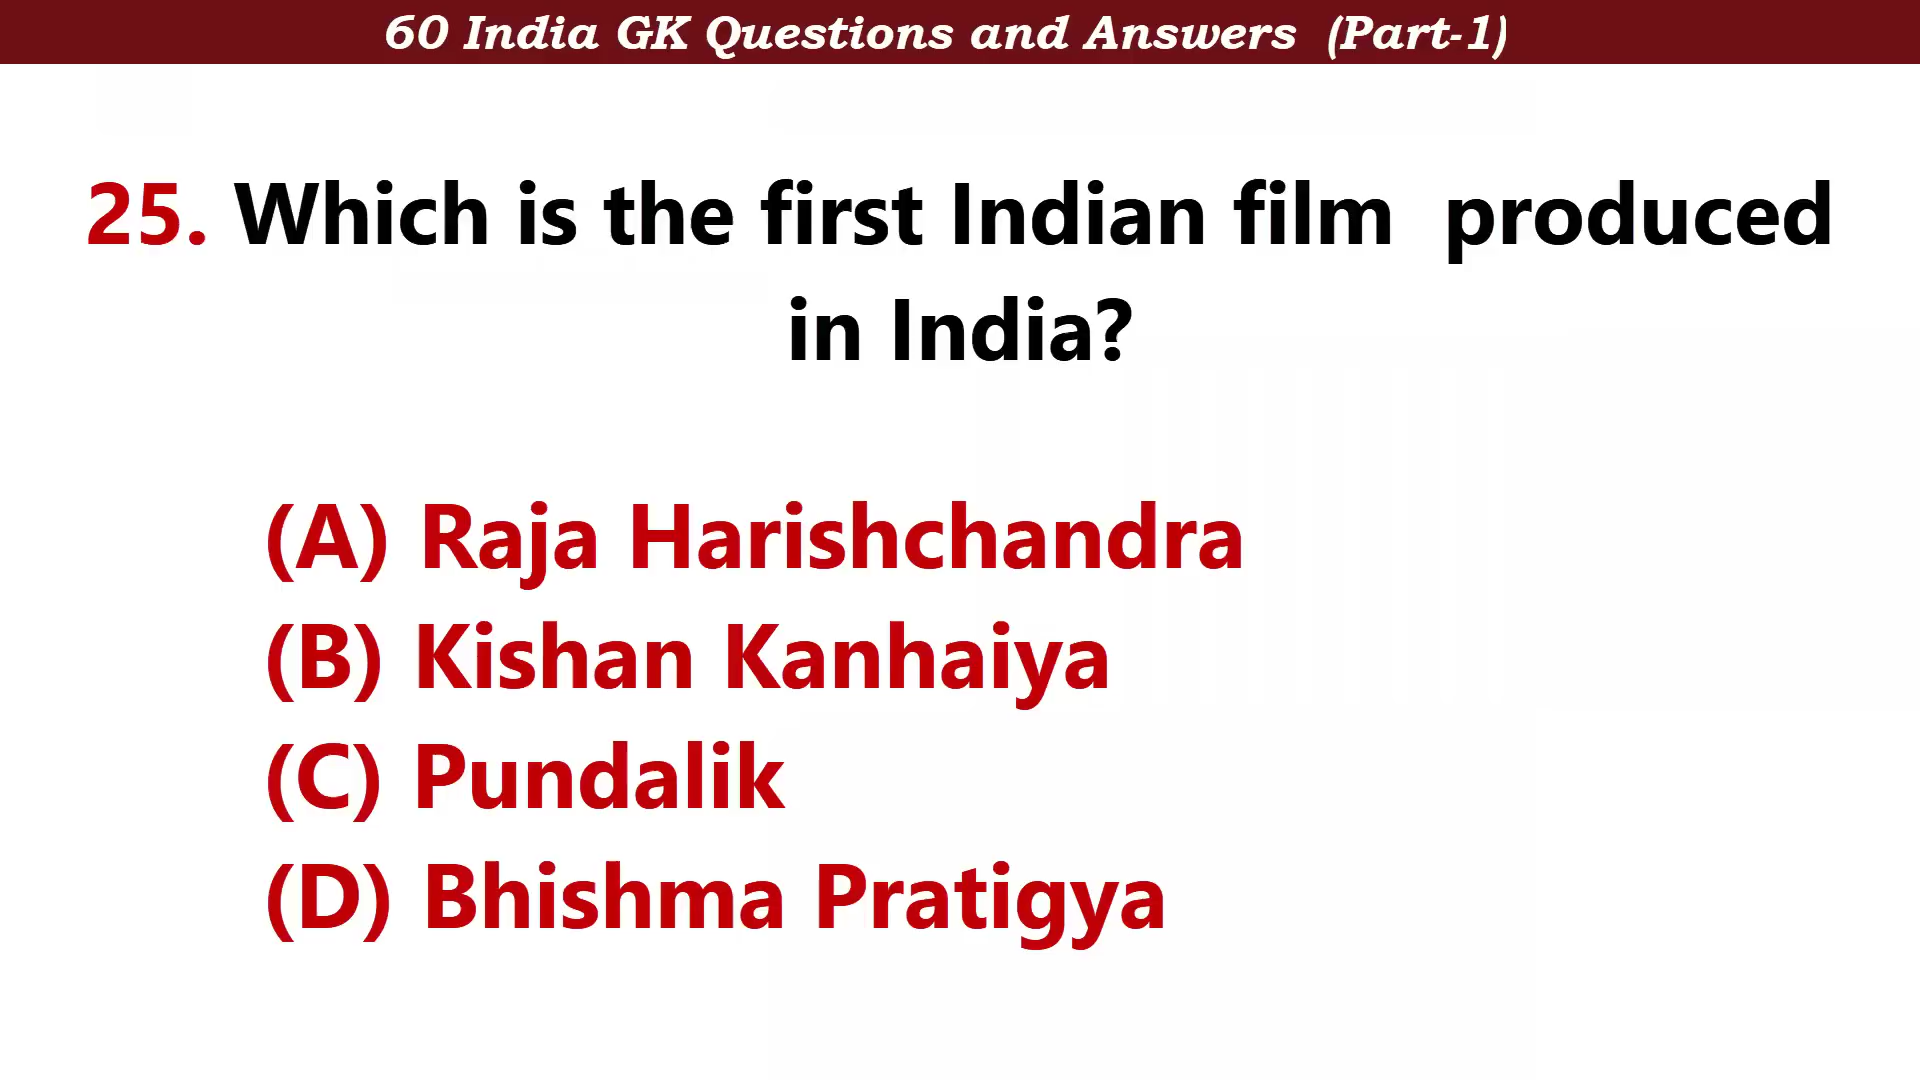 60 India GK Questions and Answers (Part-1)
25. Which is the first Indian film produced
in India?
(A) Raja Harishchandra
(B) Kishan Kanhaiya
(C) Pundalik
(D) Bhishma Pratigya